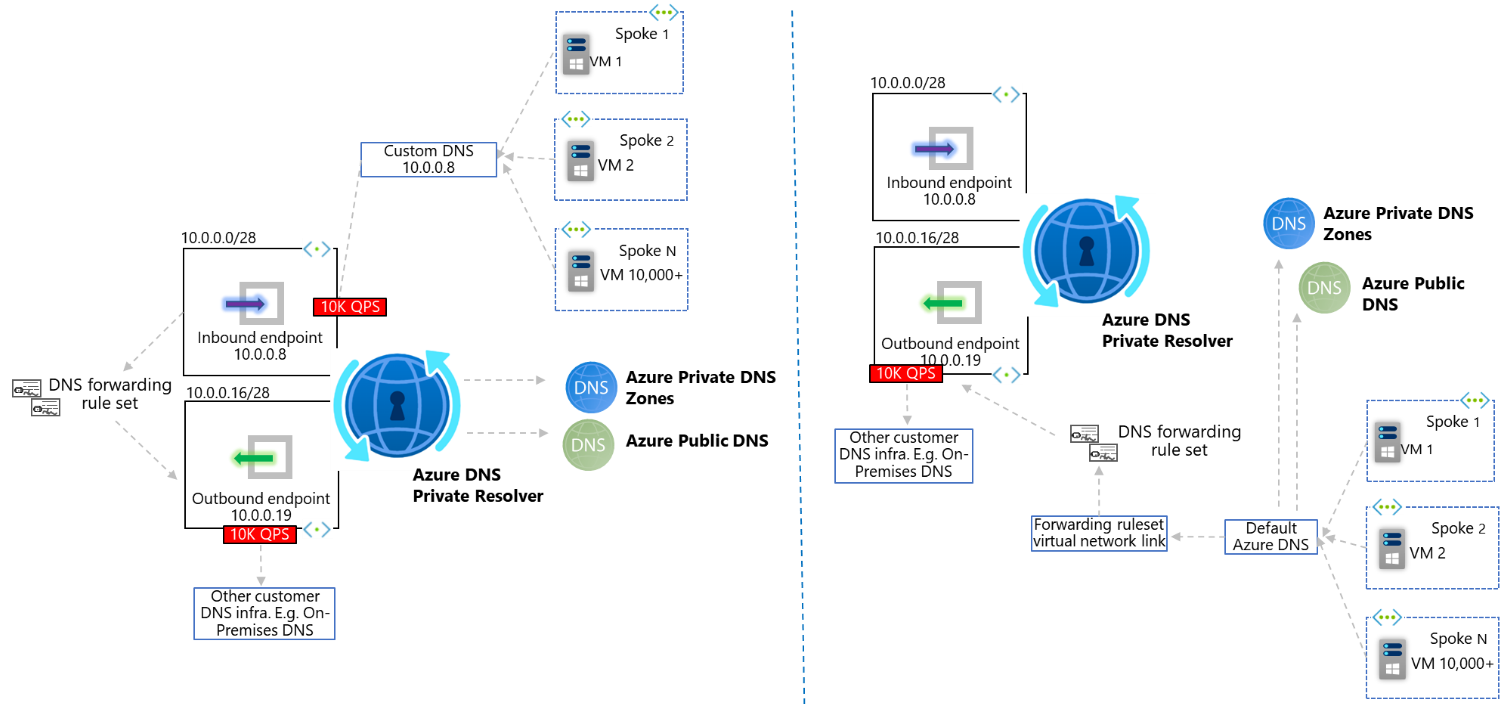 Spoke 1
VM 1
Spoke 2
VM 2
Spoke N
VM 10,000+
Custom DNS
10.0.0.8
10.0.0.0/28
10K QPS
Inbound endpoint
10.0.0.8
DNS forwarding
rule set
10.0.0.16/28
Outbound endpoint
10.0.0.19
10K QPS
Other customer
DNS infra. E.g. On-
Premises DNS
Azure DNS
Private Resolver
DNS
Azure Private DNS
Zones
DNS
Azure Public DNS
10.0.0.0/28
Inbound endpoint
10.0.0.8
10.0.0.16/28
Outbound endpoint
10.0.0.19
10K QPS
Other customer
DNS infra. E.g. On-
Premises DNS
Azure DNS
Private Resolver
DNS
Azure Private DNS
Zones
DNS
Azure Public
DNS
DNS forwarding
rule set
Forwarding ruleset
virtual network link
Default
Azure DNS
Spoke 1
VM 1
Spoke 2
VM 2
Spoke N
VM 10,000+